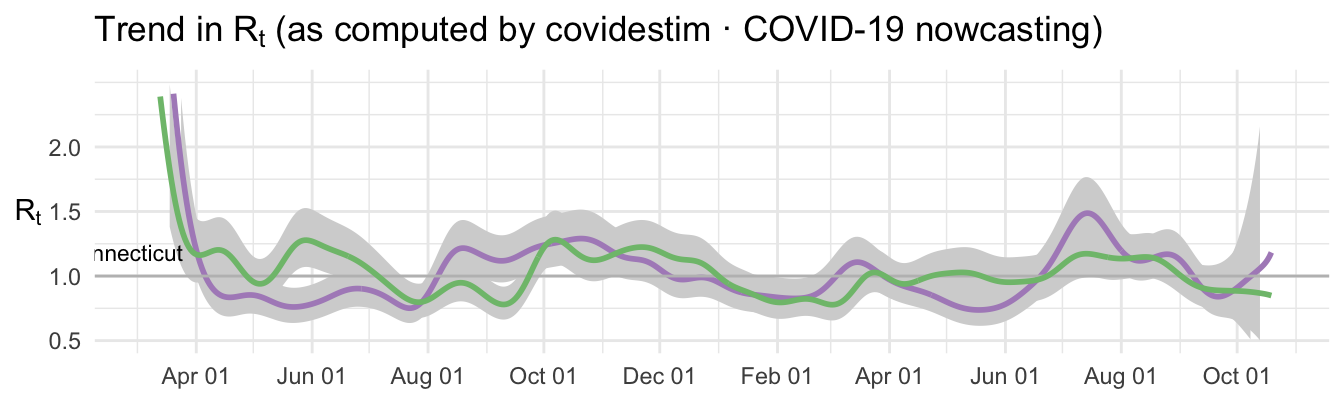 Trend in Rt (as computed by covidestim · COVID-19 nowcasting)
2.0
Rt
1.5
nnecticut
1.0
0.5
Apr 01 Jun 01 Aug 01 Oct 01 Dec 01 Feb 01 Apr 01 Jun 01 Aug 01 Oct 01